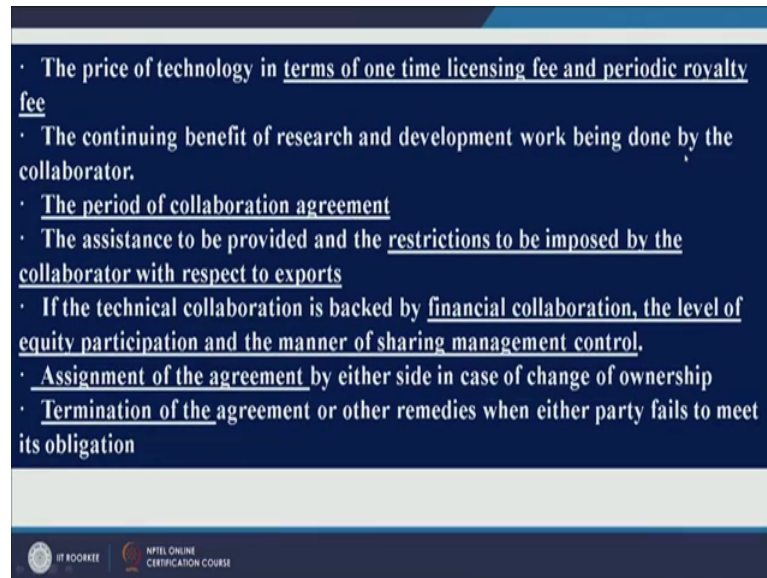 · The price of technology in terms of one time licensing fee and periodic royalty
fee
· The continuing benefit of research and development work being done by the
collaborator.
· The period of collaboration agreement
· The assistance to be provided and the restrictions to be imposed by the
collaborator with respect to exports
· If the technical collaboration is backed by financial collaboration, the level of
equity participation and the manner of sharing management control.
· Assignment of the agreement by either side in case of change of ownership
· Termination of the agreement or other remedies when either party fails to meet
its obligation
IIT ROORKEE
NPTEL ONLINE
CERTIFICATION COURSE